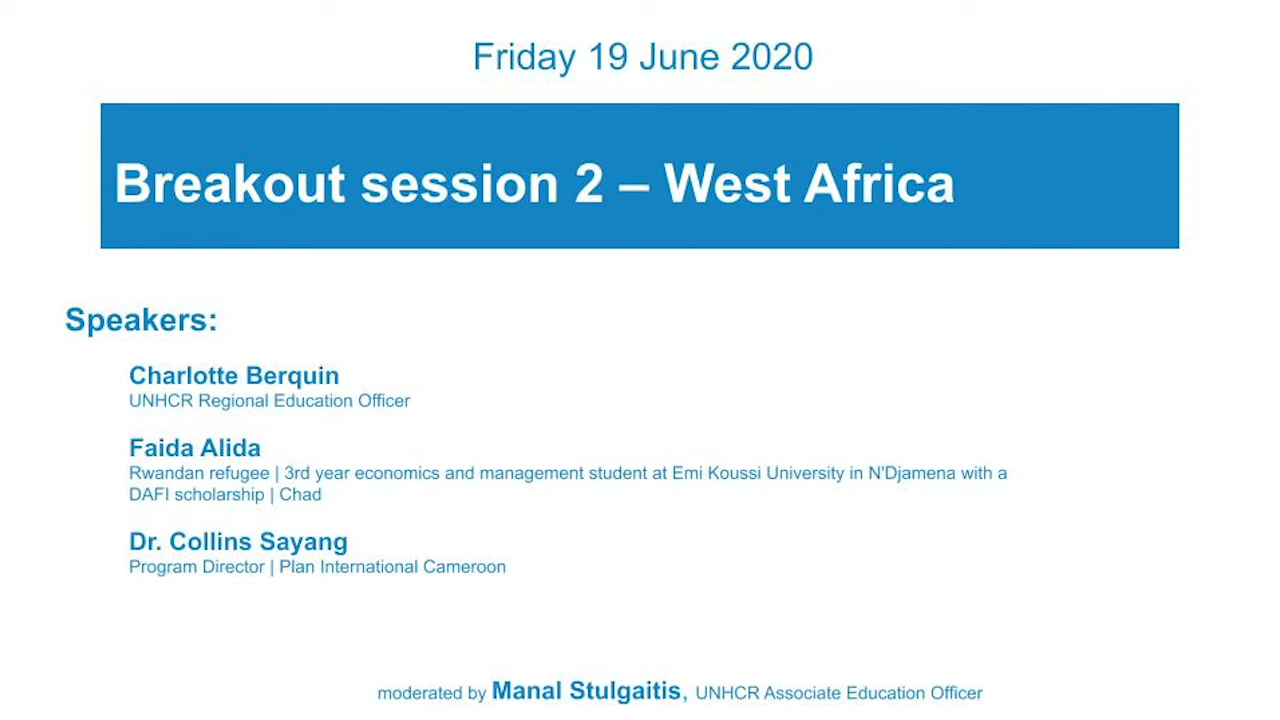 Friday 19 June 2020
Breakout session 2 – West Africa
Speakers:
Charlotte Berquin
UNHCR Regional Education Officer
Faida Alida
Rwandan refugee | 3rd year economics and management student at Emi Koussi University in N'Djamena with a
DAFI scholarship | Chad
Dr. Collins Sayang
Program Director | Plan International Cameroon
moderated by Manal Stulgaitis, UNHCR Associate Education Officer